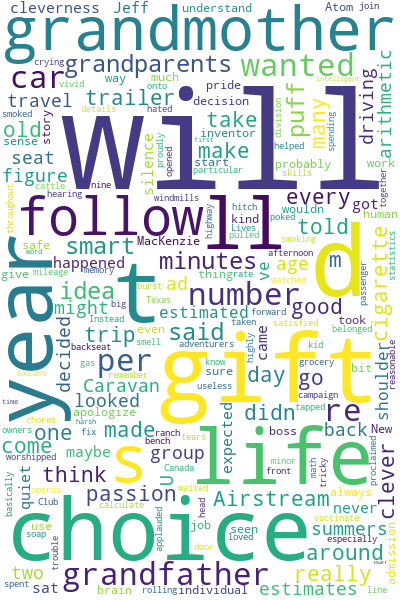 cleverness Jeff understand Atom join
grandmother
crying
vivid
grandparents
way
onto
much
pride
decision
wanted
intelligent
details
car
travel
trailer
take
puff
many
division
spending
driving
arithmetic
smoked
hated
inventor
story
silence
proudly
opened
helped
first
old
sense
seat
figure
cattle
hearing
nine
make
start
particular
probably
skills
work
together
will
throughout
windmills
wouldn
human
statistics
follow
ll
highway
hitch
kind
lives
pulled
every
poked
told
got
smoking
afternoon
watched
passenger
smart
MacKenzie
minutes
safe
give
mileage
word
happened
memory
thing
rate
ve
age
m
cigarette
year
t
d
idea
might
Instead
burst
Texas
big
ad
number
estimated
forward
taken
adventurers
good
took
satisfied
belonged
reasonable
trip
said
even
smell
came
kid
decided
backseat
gas
remember
per
Caravan
looked
know
sure
highly
useless
day
go
grocery
campaign
bit
shoulder
excuse
time
gift
owners
come
chores
harsh
worshipped
one
apologize
fix
made
maybe
s
ranch
bench
tears
group
didn
expected
boss
tapped
re
back
New
proclaimed
minor
front
math
tricky
life
think
passion
U
Canada
waited
Airstream
always
never
clever
especially
basically
quiet
operas
Club
use
soap
trouble
calculate
applauded
job
head
door
seen
loved
summers
around
vaccinate
admission
choice
two
spent
sat
grandfather
brain
rolling
individual
really
estimates
line